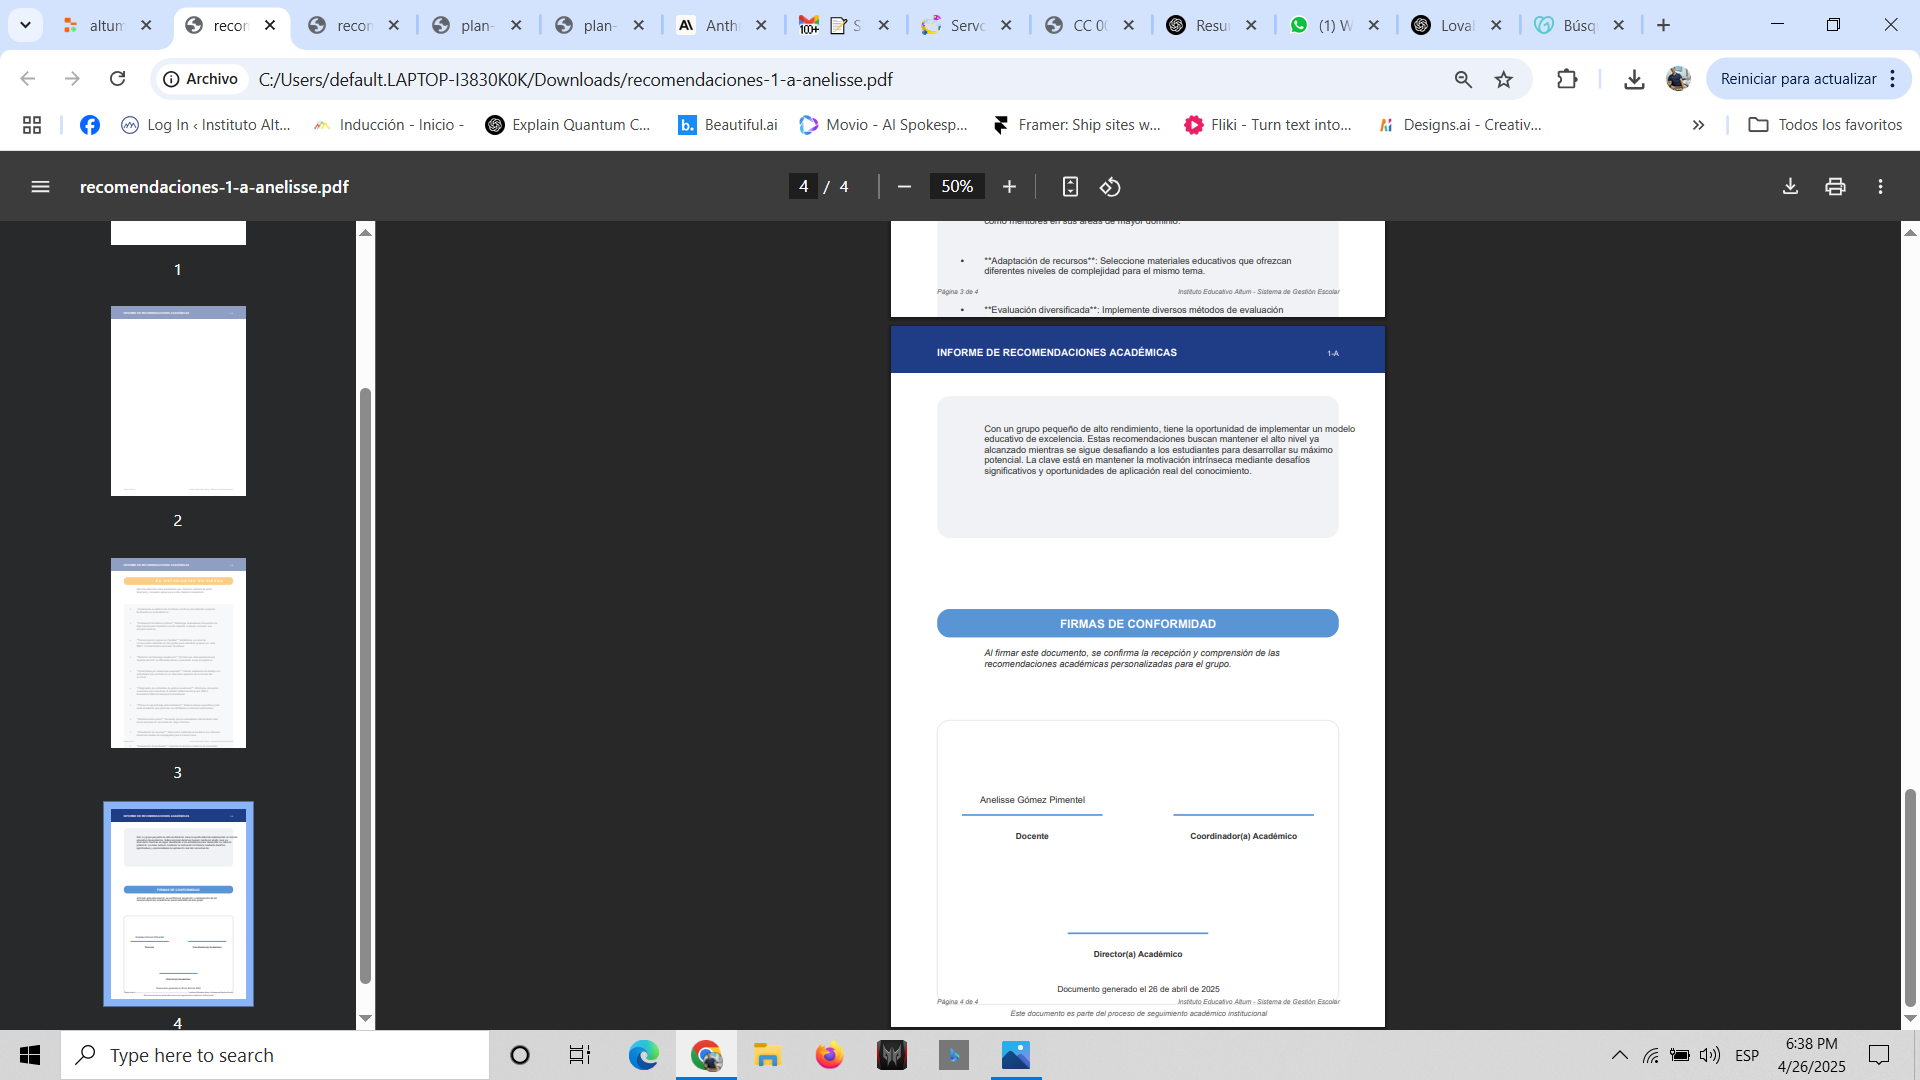 altum
recon
recon
plan-
plan-
Anth
100+
S
Servo
CC 00
Resu
(1) W
Loval
Búsq
Archivo
C:/Users/default.LAPTOP-I3830K0K/Downloads/recomendaciones-1-a-anelisse.pdf
Reiniciar para actualizar
Log In ‹ Instituto Alt...
Inducción - Inicio -
Explain Quantum C...
Beautiful.ai
Movio - AI Spokesp...
Framer: Ship sites w...
Fliki - Turn text into...
Designs.ai - Creativ...
Todos los favoritos
recomendaciones-1-a-anelisse.pdf
4 / 4
50%
1
2
3
4
como mentores en sus áreas de mayor dominio.
• **Adaptación de recursos**: Seleccione materiales educativos que ofrezcan
diferentes niveles de complejidad para el mismo tema.
Página 3 de 4
Instituto Educativo Altum - Sistema de Gestión Escolar
• **Evaluación diversificada**: Implemente diversos métodos de evaluación
INFORME DE RECOMENDACIONES ACADÉMICAS
1-A
Con un grupo pequeño de alto rendimiento, tiene la oportunidad de implementar un modelo
educativo de excelencia. Estas recomendaciones buscan mantener el alto nivel ya
alcanzado mientras se sigue desafiando a los estudiantes para desarrollar su máximo
potencial. La clave está en mantener la motivación intrínseca mediante desafíos
significativos y oportunidades de aplicación real del conocimiento.
FIRMAS DE CONFORMIDAD
Al firmar este documento, se confirma la recepción y comprensión de las
recomendaciones académicas personalizadas para el grupo.
Anelisse Gómez Pimentel
Docente
Coordinador(a) Académico
Director(a) Académico
Documento generado el 26 de abril de 2025
Página 4 de 4
Instituto Educativo Altum - Sistema de Gestión Escolar
Este documento es parte del proceso de seguimiento académico institucional
Type here to search
ESP
6:38 PM
4/26/2025